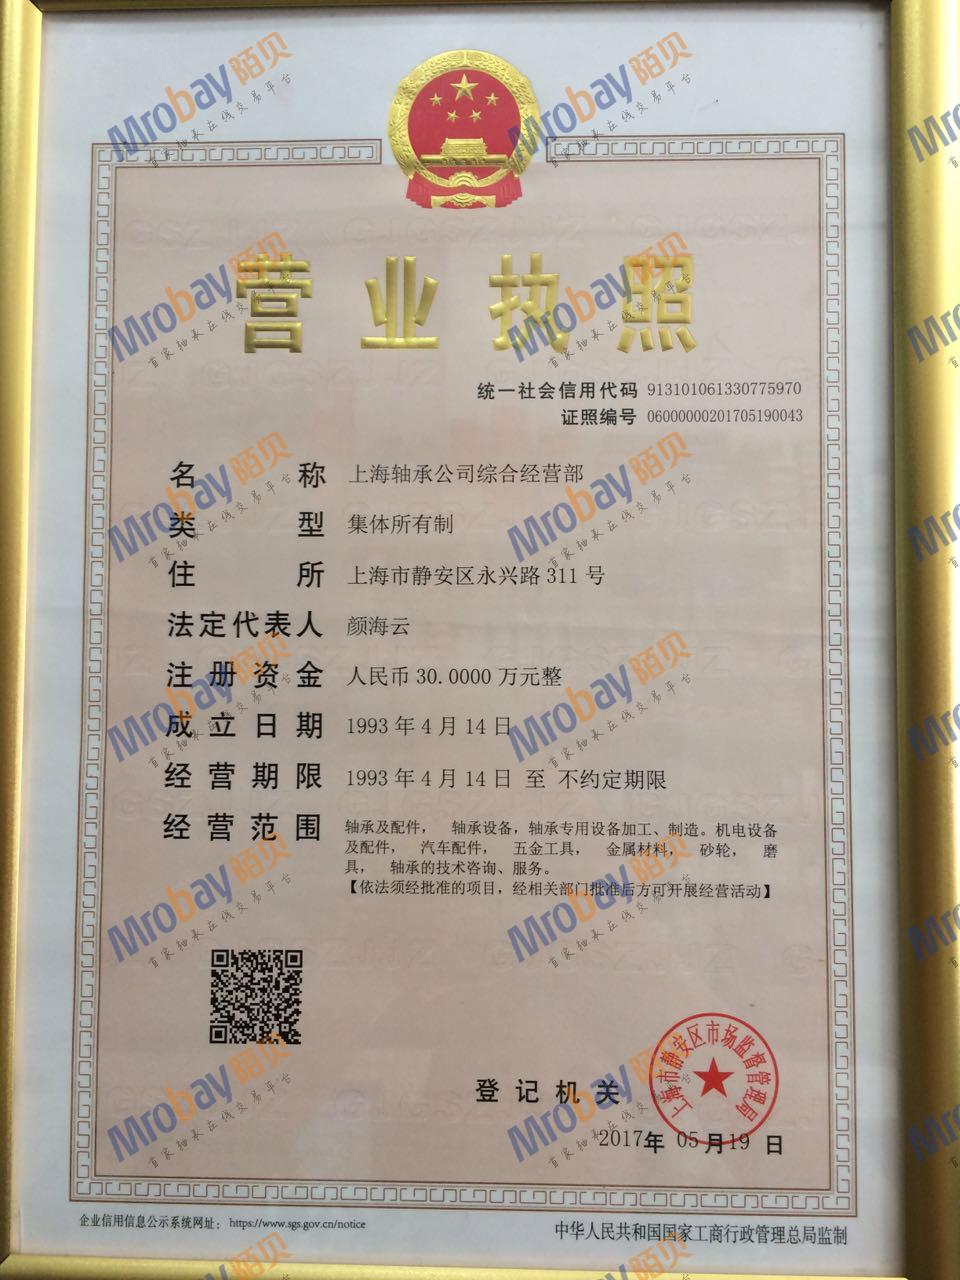 营业执照
统一社会信用代码 913101061330775970
证照编号 06000000201705190043
名称 上海轴承公司综合经营部
类型 集体所有制
住所 上海市静安区永兴路311号
法定代表人 颜海云
注册资金 人民币30.0000万元整
成立日期 1993年4月14日
经营期限 1993年4月14日 至 不约定期限
经营范围 轴承及配件， 轴承设备，轴承专用设备加工、制造。机电设备
及配件， 汽车配件， 五金工具， 金属材料， 砂轮， 磨
具， 轴承的技术咨询、服务。
【依法须经批准的项目，经相关部门批准后方可开展经营活动】
登记机关
上海市静安区市场监督管理局
2017年05月19日
企业信用信息公示系统网址： https://www.sgs.gov.cn/notice
中华人民共和国国家工商行政管理总局监制
Mrobay陌贝
首家轴承在线交易平台